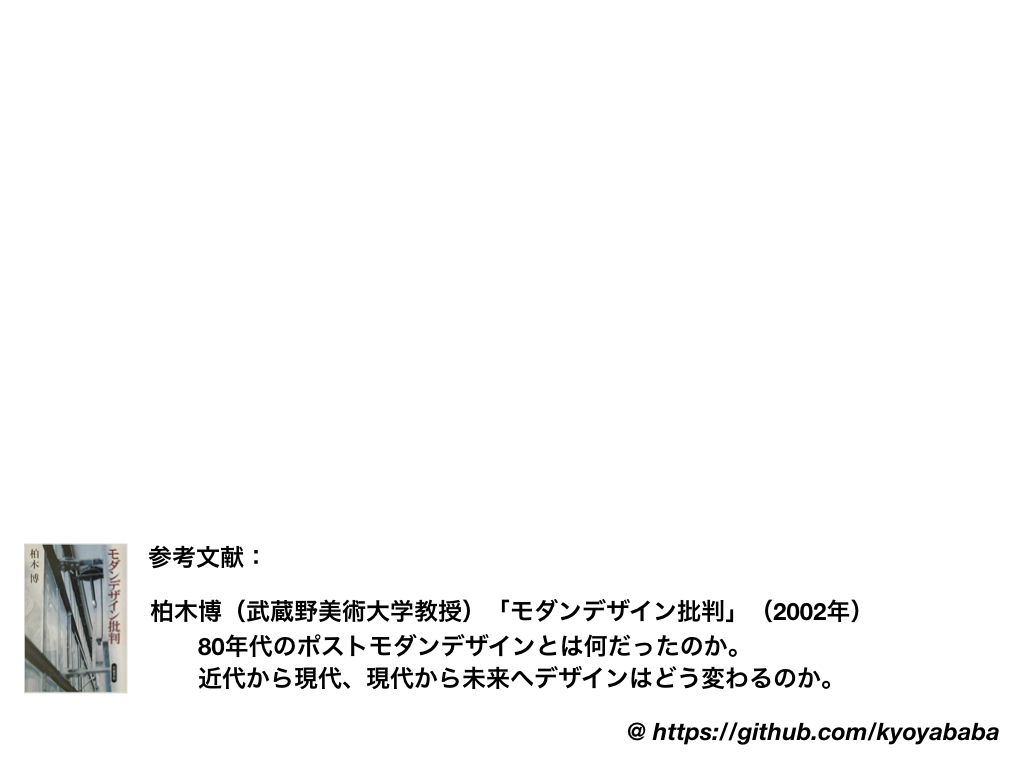 参考文献：
柏木博（武蔵野美術大学教授）「モダンデザイン批判」（2002年）
80年代のポストモダンデザインとは何だったのか。
近代から現代、現代から未来へデザインはどう変わるのか。
モダンデザイン批判
柏木 博
@ https://github.com/kyoyababa